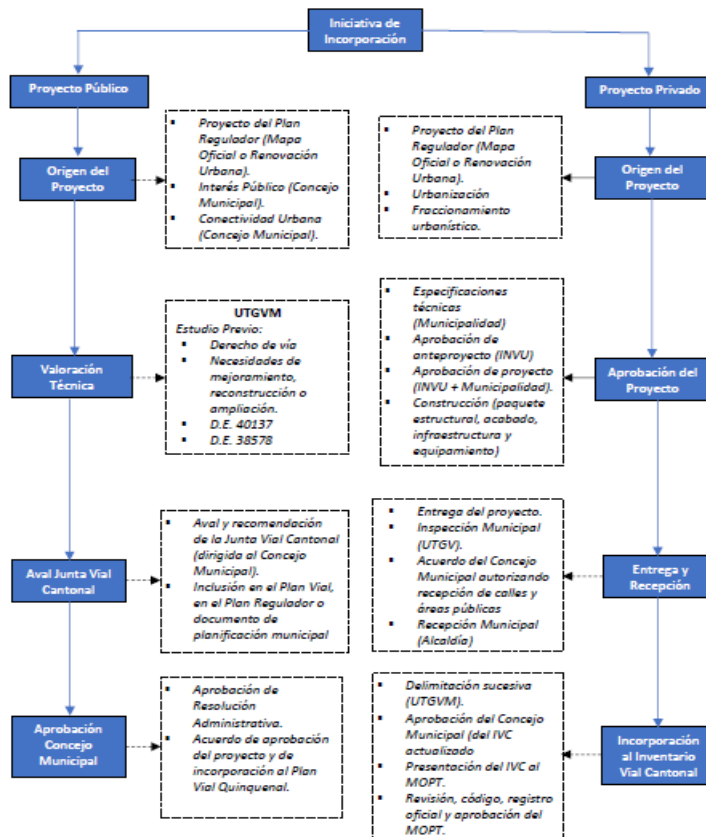 Iniciativa de
Incorporación
Proyecto Público
Proyecto Privado
Origen del
Proyecto
▪ Proyecto del Plan
Regulador (Mapa
Oficial o Renovación
Urbana).
▪ Interés Público (Concejo
Municipal).
▪ Conectividad Urbana
(Concejo Municipal).
▪ Proyecto del Plan
Regulador (Mapa
Oficial o Renovación
Urbana).
▪ Urbanización
▪ Fraccionamiento
urbanístico.
Origen del
Proyecto
Valoración
Técnica
UTGVM
Estudio Previo:
▪ Derecho de vía
▪ Necesidades de
mejoramiento,
reconstrucción o
ampliación.
▪ D.E. 40137
▪ D.E. 38578
▪ Especificaciones
técnicas
(Municipalidad)
▪ Aprobación de
anteproyecto (INVU)
▪ Aprobación de proyecto
(INVU + Municipalidad).
▪ Construcción (paquete
estructural, acabado,
infraestructura y
equipamiento)
Aprobación del
Proyecto
Aval Junta Vial
Cantonal
▪ Aval y recomendación
de la Junta Vial Cantonal
(dirigida al Concejo
Municipal).
▪ Inclusión en el Plan Vial,
en el Plan Regulador o
documento de
planificación municipal
▪ Entrega del proyecto.
▪ Inspección Municipal
(UTGV).
▪ Acuerdo del Concejo
Municipal autorizando
recepción de calles y
áreas públicas
▪ Recepción Municipal
(Alcaldía)
Entrega y
Recepción
Aprobación
Concejo
Municipal
▪ Aprobación de
Resolución
Administrativa.
▪ Acuerdo de aprobación
del proyecto y de
incorporación al Plan
Vial Quinquenal.
▪ Delimitación sucesiva
(UTGVM).
▪ Aprobación del Concejo
Municipal (del IVC
actualizado
▪ Presentación del IVC al
MOPT.
▪ Revisión, código, registro
oficial y aprobación del
MOPT.
Incorporación
al Inventario
Vial Cantonal